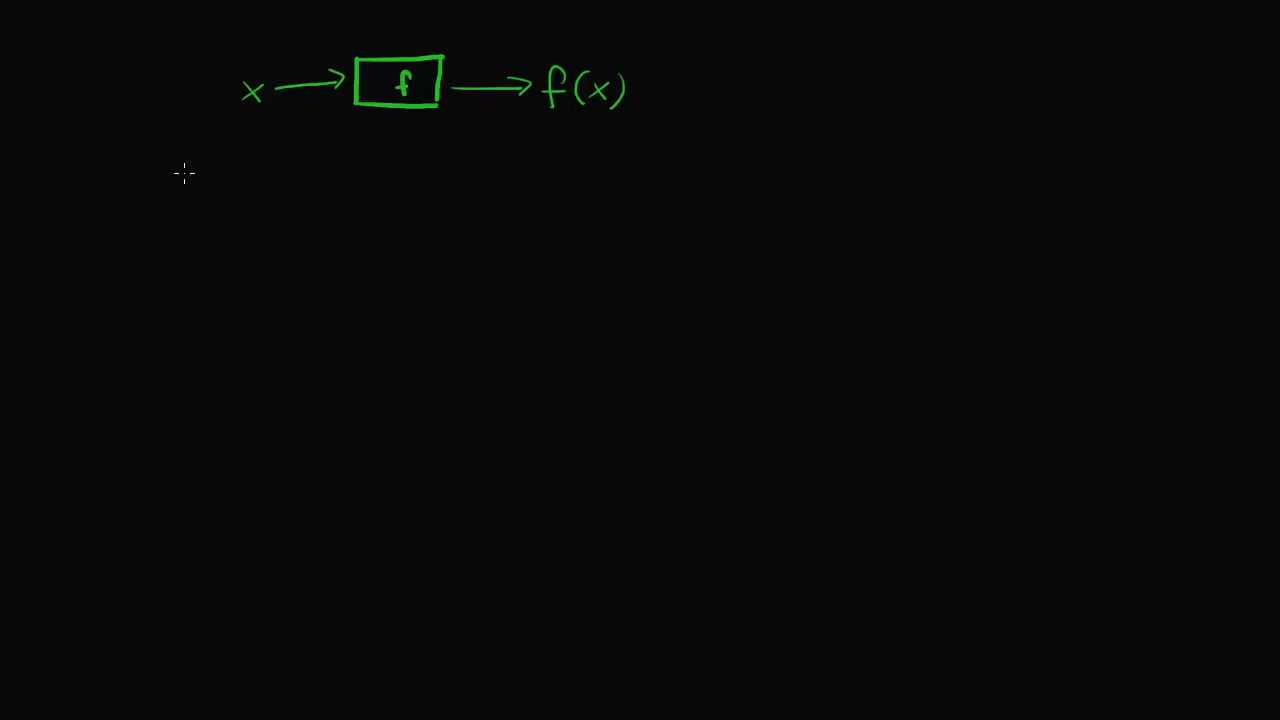 x → f → f(x)